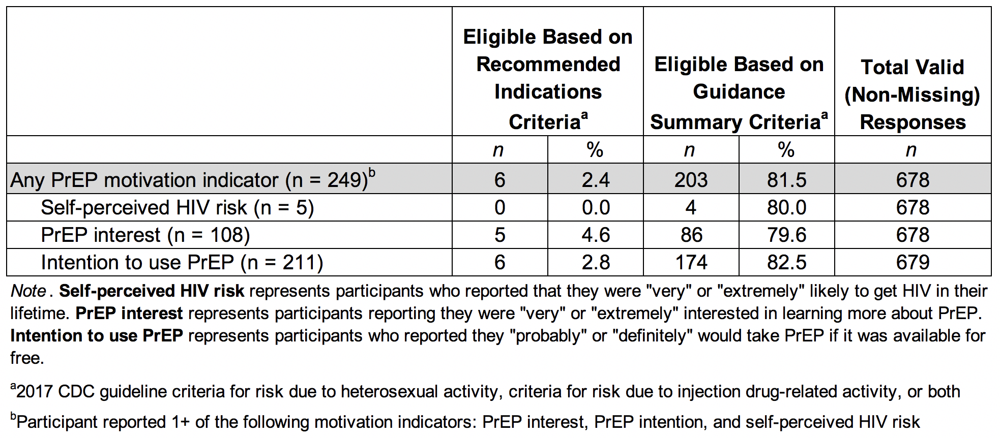 Eligible Based on
Recommended
Indications
Criteriaᵃ
Eligible Based on
Guidance
Summary Criteriaᵃ
Total Valid
(Non-Missing)
Responses
n % n % n
Any PrEP motivation indicator (n = 249)ᵇ 6 2.4 203 81.5 678
Self-perceived HIV risk (n = 5) 0 0.0 4 80.0 678
PrEP interest (n = 108) 5 4.6 86 79.6 678
Intention to use PrEP (n = 211) 6 2.8 174 82.5 679
Note. Self-perceived HIV risk represents participants who reported that they were "very" or "extremely" likely to get HIV in their
lifetime. PrEP interest represents participants reporting they were "very" or "extremely" interested in learning more about PrEP.
Intention to use PrEP represents participants who reported they "probably" or "definitely" would take PrEP if it was available for
free.
ᵃ2017 CDC guideline criteria for risk due to heterosexual activity, criteria for risk due to injection drug-related activity, or both
ᵇParticipant reported 1+ of the following motivation indicators: PrEP interest, PrEP intention, and self-perceived HIV risk